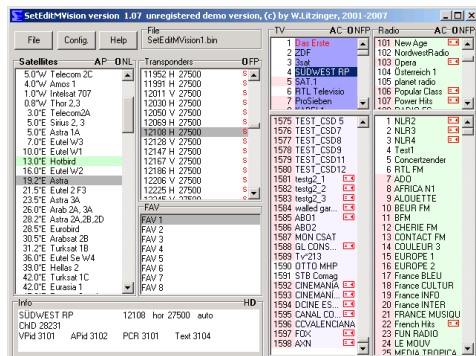 SetEditMVision version 1.07 unregistered demo version, (c) by W.Litzinger, 2001-2007
File
Config.
Help
File
SetEditMVision1.bin
Satellites AP ONL
5.0°W Telecom 2C
4.0°W Amos 1
1.0°W Intelsat 707
0.8°W Thor 2,3
3.0°E Telecom2A
5.0°E Sirius 2, 3
5.0°E Astra 1A
7.0°E Eutel W3
10.0°E Eutel W1
13.0°E Hotbird
16.0°E Eutel W2
19.2°E Astra
21.5°E Eutel 2 F3
23.5°E Astra 3A
26.0°E Arab 2A, 3A
28.2°E Astra 2A,2B,2D
28.5°E Eurobird
30.5°E Arabsat 2B
31.2°E Turksat 1B
36.0°E Eutel Se W4
39.0°E Hellas 2
42.0°E Turksat 1C
42.0°E Eurasia 1
Transponders OFP
11952 H 27500 S
11991 H 27500 S
12011 V 27500 S
12030 H 27500 S
12050 V 27500 S
12069 H 27500 S
12108 H 27500 S
12128 V 27500 S
12147 V 27500 S
12167 V 27500 S
12186 V 27500 S
12206 V 27500 S
12225 H 27500 S
FAV
FAV 1
FAV 2
FAV 3
FAV 4
FAV 5
FAV 6
FAV 7
FAV 8
TV AC ONFP
1 Das Erste
2 ZDF
3 3sat
4 SÜDWEST RP
5 SAT.1
6 RTL Televisio
7 ProSieben
1575 TEST_CSD 5
1576 TEST_CSD7
1577 TEST_CSD8
1578 TEST_CSD9
1579 TEST_CSD11
1580 TEST_CSD12
1581 testg2_1
1582 testg2_2
1583 testg2_3
1584 walled gar...
1585 ABO1
1586 ABO2
1587 MON CSAT
1588 GL CONS...
1589 Tv*213
1590 OTTO MHP
1591 STB Comag
1592 CINEMANIA
1593 CINEMANÍ...
1594 DCINE ES...
1595 CANAL CO...
1596 CCVALENCIANA
1597 FOX
1598 AXN
Radio AC ONFP
101 New Age
102 NordwestRadio
103 Opera
104 Österreich 1
105 planet radio
106 Popular Class
107 Power Hits
1 NLR2
2 NLR3
3 NLR4
4 Test1
5 Concertzender
6 RTL FM
7 ADO
8 AFRICA N1
9 ALOUETTE
10 BEUR FM
11 BFM
12 CHERIE FM
13 CONTACT FM
14 COULEUR 3
15 EUROPE 1
16 EUROPE 2
17 France BLEU
18 France CULTUR
19 France INFO
20 France INTER
21 FRANCE MUSIQU
22 French Hits
23 FUN RADIO
24 LE MOUV
25 MEDIA TROPICA
Info HD
SÜDWEST RP 12108 hor 27500 auto
ChID 28231
VPid 3101 APid 3102 PCR 3101 Text 3104